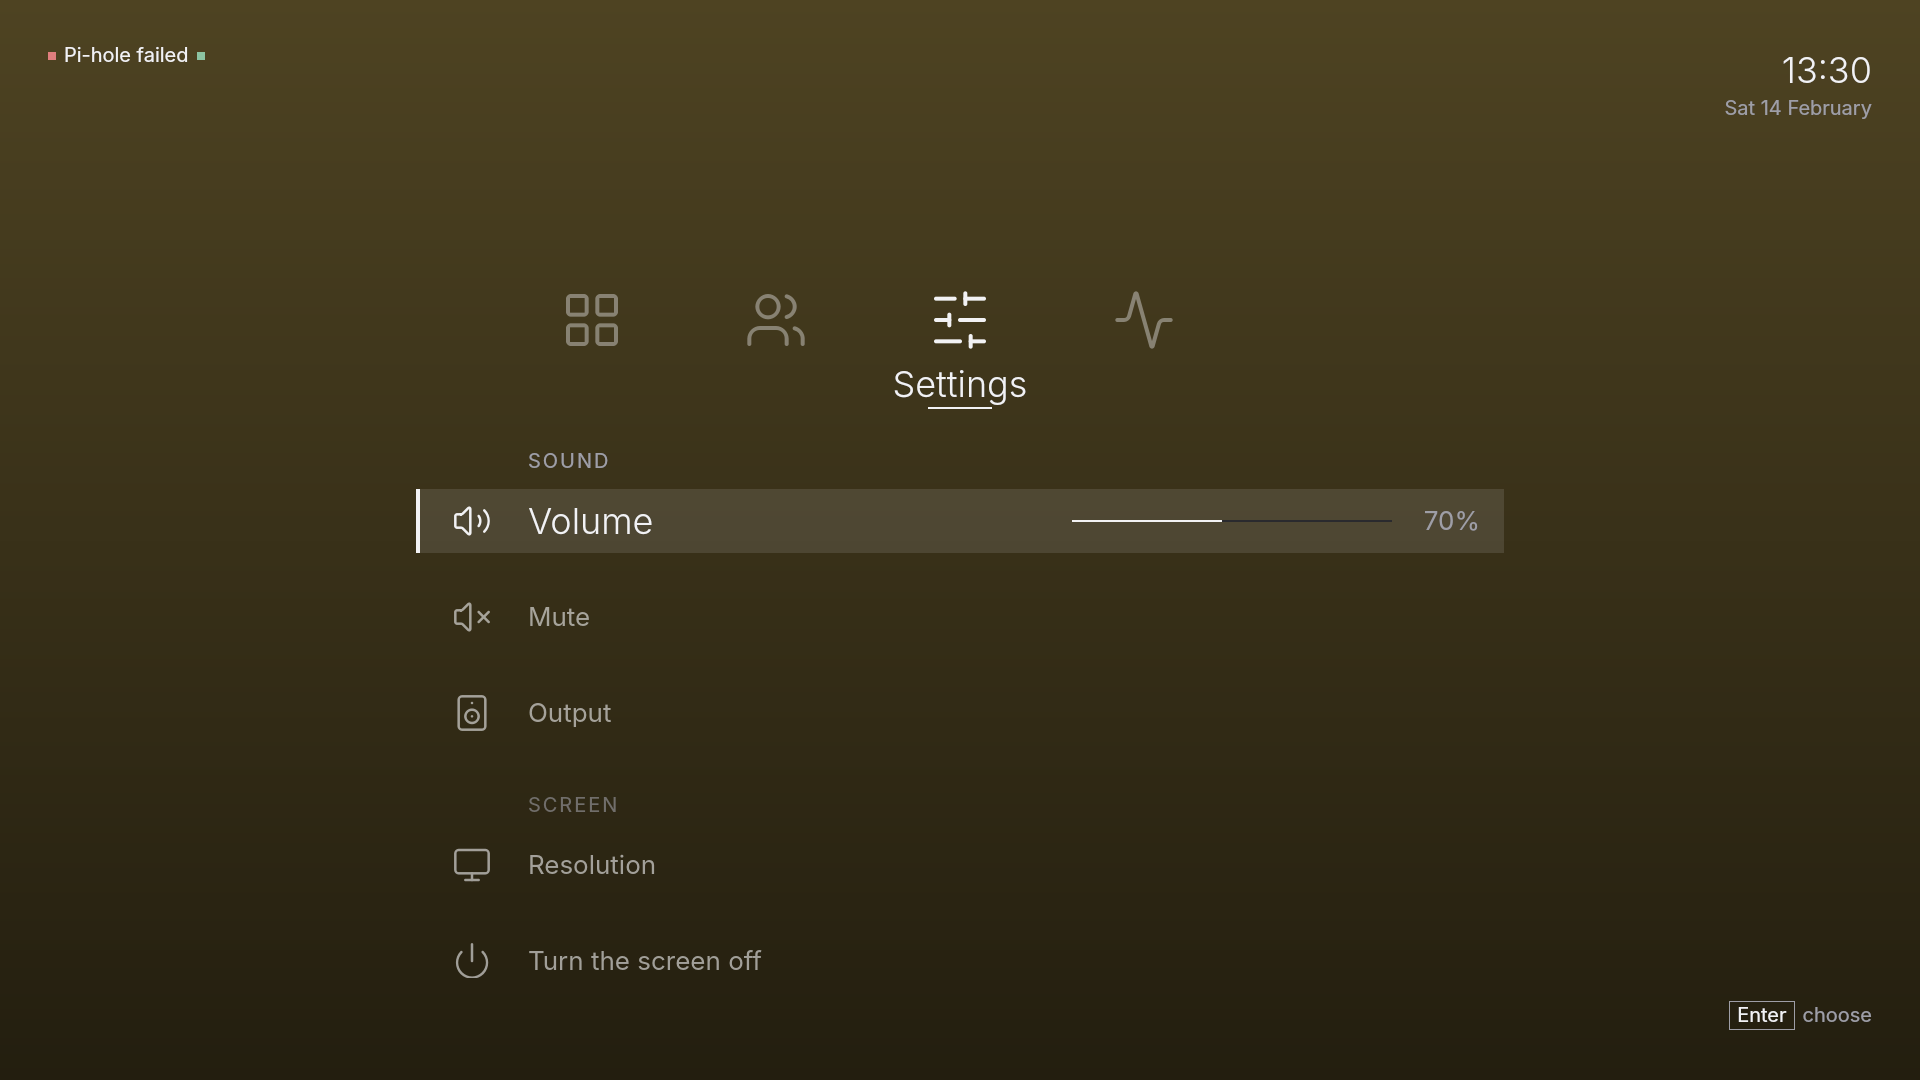 Pi-hole failed
13:30
Sat 14 February
Settings
SOUND
Volume 70%
Mute
Output
SCREEN
Resolution
Turn the screen off
Enter choose